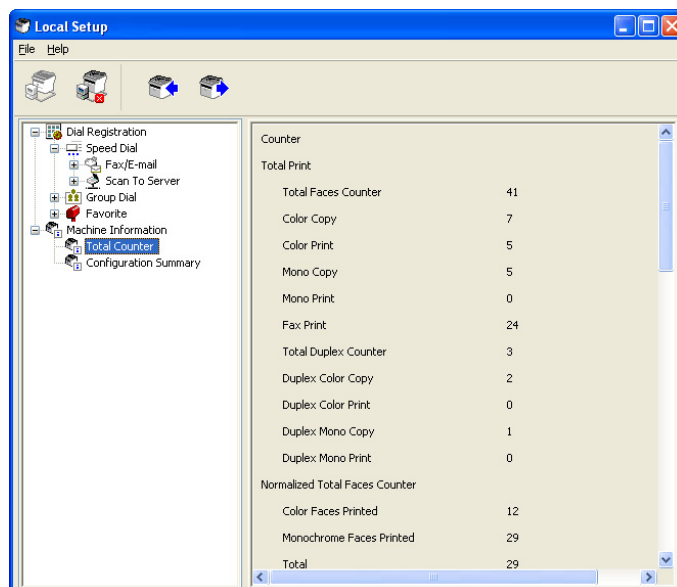 Local Setup
File Help
Dial Registration
Speed Dial
Fax/E-mail
Scan To Server
Group Dial
Favorite
Machine Information
Total Counter
Configuration Summary
Counter
Total Print
Total Faces Counter 41
Color Copy 7
Color Print 5
Mono Copy 5
Mono Print 0
Fax Print 24
Total Duplex Counter 3
Duplex Color Copy 2
Duplex Color Print 0
Duplex Mono Copy 1
Duplex Mono Print 0
Normalized Total Faces Counter
Color Faces Printed 12
Monochrome Faces Printed 29
Total 29